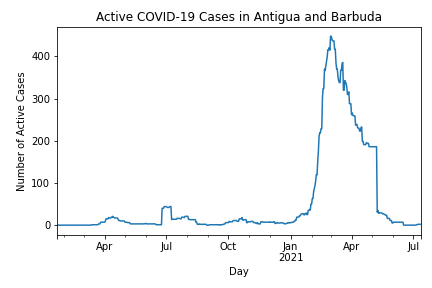 Active COVID-19 Cases in Antigua and Barbuda
Number of Active Cases
400
300
200
100
0
Apr
Jul
Oct
Jan
2021
Apr
Jul
Day